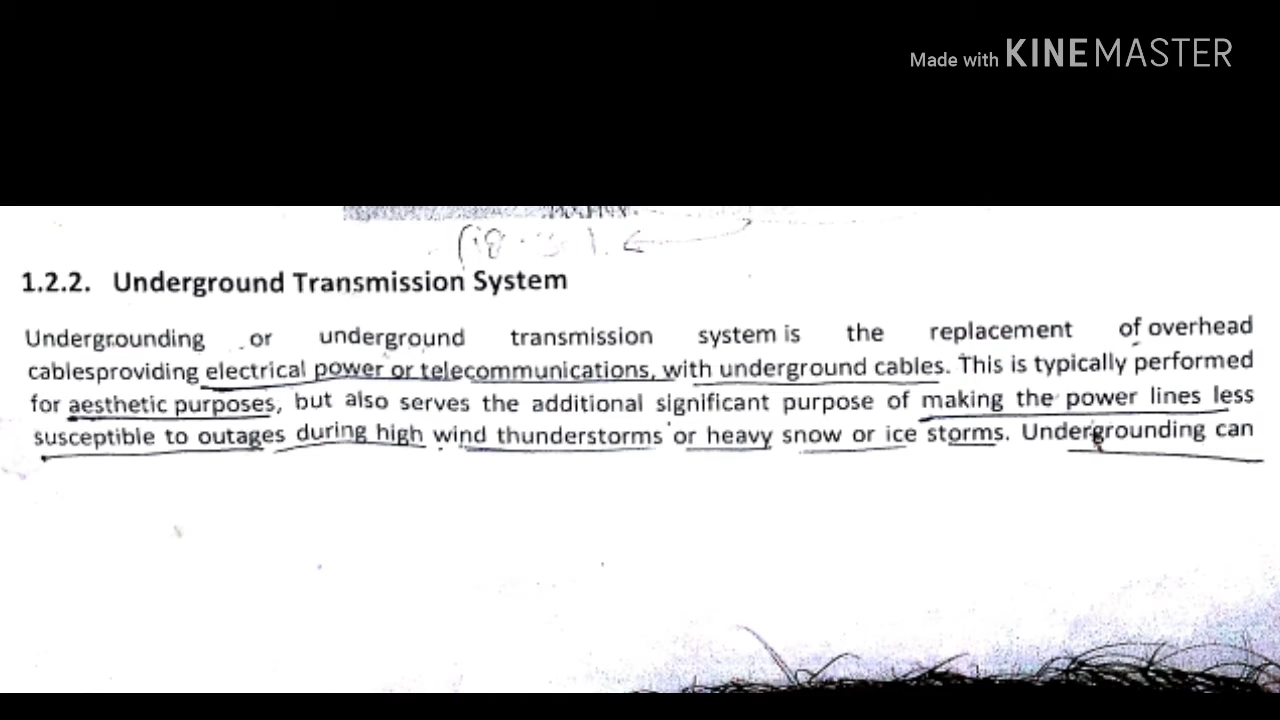 Made with KINEMASTER
1.2.2. Underground Transmission System
Undergrounding or underground transmission system is the replacement of overhead
cablesproviding electrical power or telecommunications, with underground cables. This is typically performed
for aesthetic purposes, but also serves the additional significant purpose of making the power lines less
susceptible to outages during high wind thunderstorms or heavy snow or ice storms. Undergrounding can